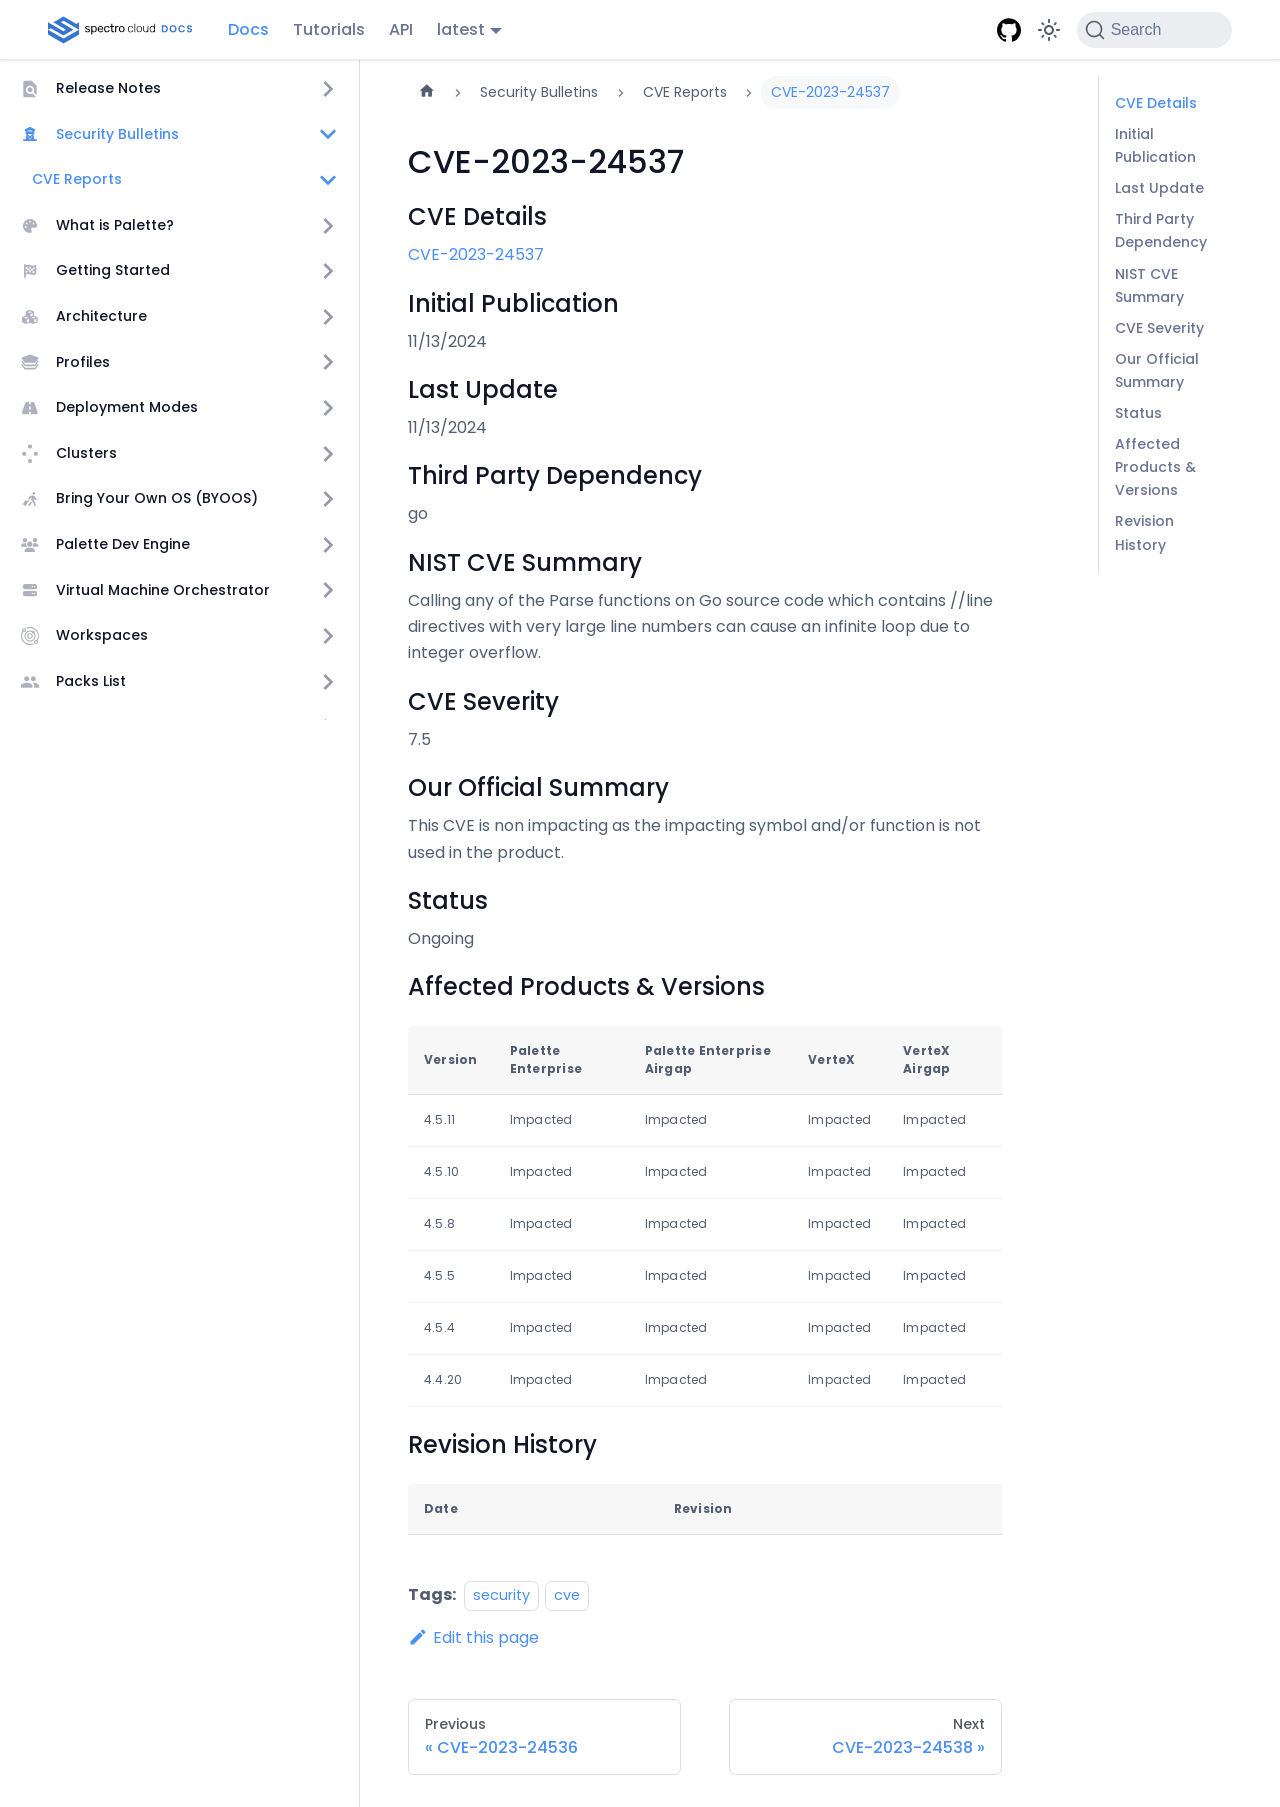 spectro cloud DOCS
Docs
Tutorials
API
latest
Search
Release Notes
Security Bulletins
CVE Reports
What is Palette?
Getting Started
Architecture
Profiles
Deployment Modes
Clusters
Bring Your Own OS (BYOOS)
Palette Dev Engine
Virtual Machine Orchestrator
Workspaces
Packs List
Security Bulletins
CVE Reports
CVE-2023-24537
CVE-2023-24537
CVE Details
CVE-2023-24537
Initial Publication
11/13/2024
Last Update
11/13/2024
Third Party Dependency
go
NIST CVE Summary
Calling any of the Parse functions on Go source code which contains //line
directives with very large line numbers can cause an infinite loop due to
integer overflow.
CVE Severity
7.5
Our Official Summary
This CVE is non impacting as the impacting symbol and/or function is not
used in the product.
Status
Ongoing
Affected Products & Versions
Version Palette Enterprise Palette Enterprise Airgap VerteX VerteX Airgap
4.5.11 Impacted Impacted Impacted Impacted
4.5.10 Impacted Impacted Impacted Impacted
4.5.8 Impacted Impacted Impacted Impacted
4.5.5 Impacted Impacted Impacted Impacted
4.5.4 Impacted Impacted Impacted Impacted
4.4.20 Impacted Impacted Impacted Impacted
Revision History
Date Revision
Tags: security cve
Edit this page
Previous
« CVE-2023-24536
Next
CVE-2023-24538 »
CVE Details
Initial
Publication
Last Update
Third Party
Dependency
NIST CVE
Summary
CVE Severity
Our Official
Summary
Status
Affected
Products &
Versions
Revision
History